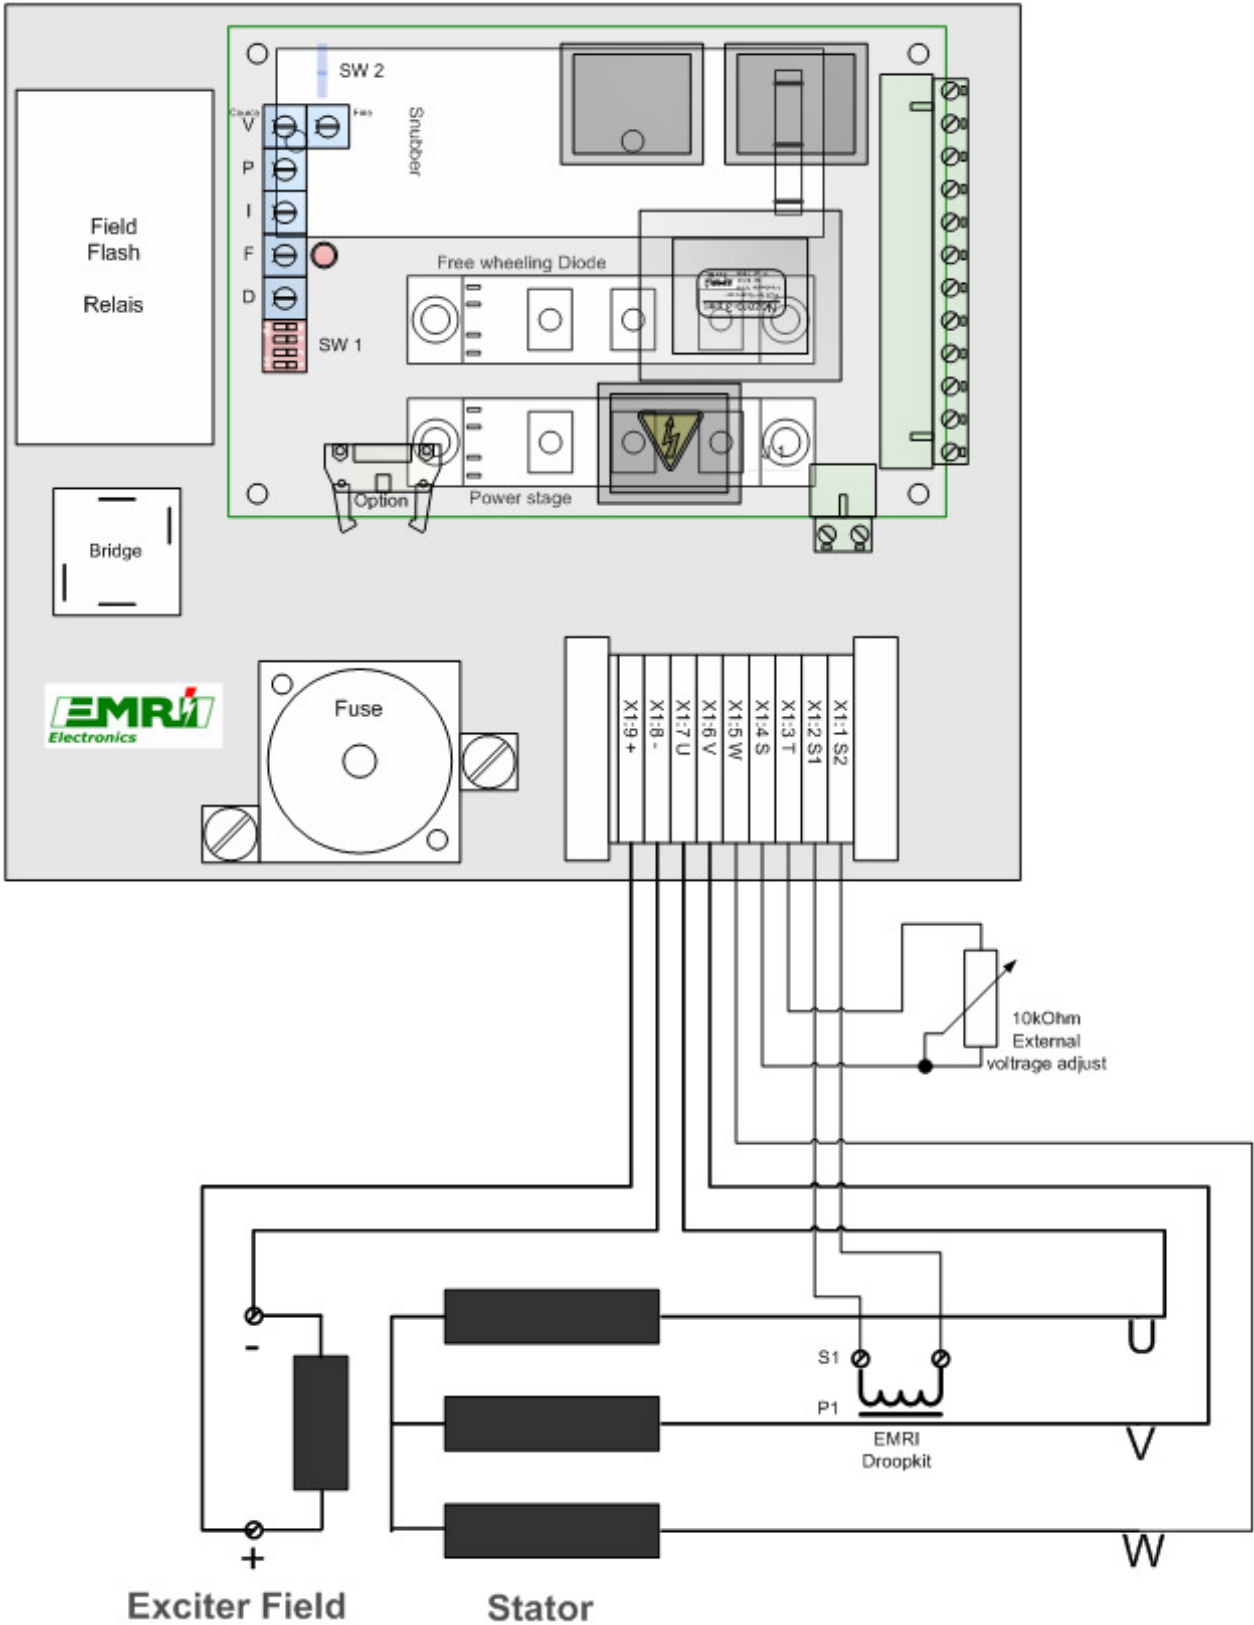 SW 2
Coarse
Fine
V
Snubber
P
I
Field
Flash
Relais
F
Free wheeling Diode
D
SW 1
Option
Power stage
Bridge
EMRI
Electronics
Fuse
X1:9 +
X1:8 -
X1:7 U
X1:6 V
X1:5 W
X1:4 S
X1:3 T
X1:2 S1
X1:1 S2
10kOhm
External
voltrage adjust
-
U
S1
P1
EMRI
Droopkit
V
+
W
Exciter Field
Stator